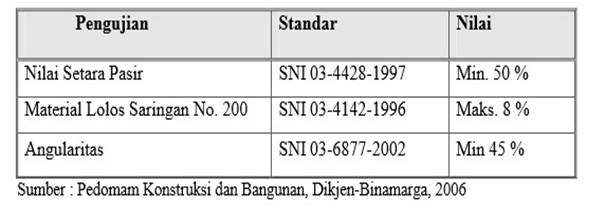 Pengujian Standar Nilai
Nilai Setara Pasir SNI 03-4428-1997 Min. 50 %
Material Lolos Saringan No. 200 SNI 03-4142-1996 Maks. 8 %
Angularitas SNI 03-6877-2002 Min 45 %
Sumber : Pedomam Konstruksi dan Bangunan, Dikjen-Binamarga, 2006